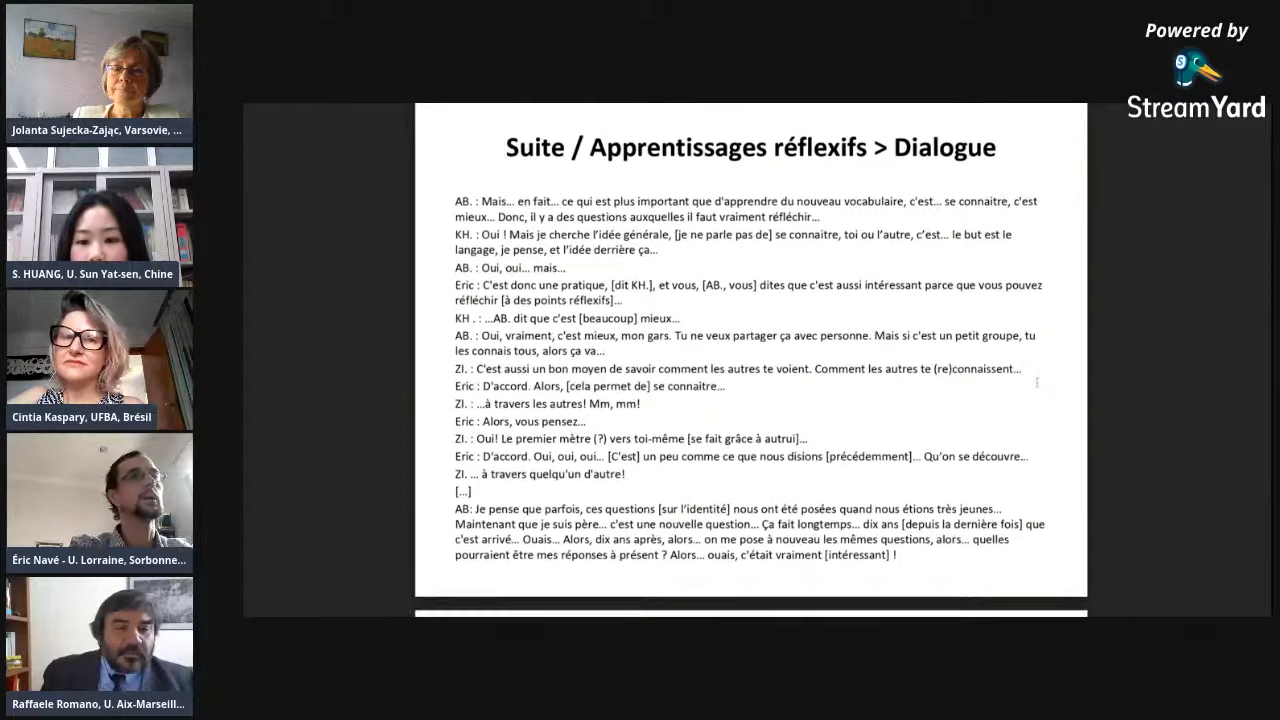 Jolanta Sujecka-Zając, Varsovie, ...
S. HUANG, U. Sun Yat-sen, Chine
Cintia Kaspary, UFBA, Brésil
Éric Navé - U. Lorraine, Sorbonne...
Raffaele Romano, U. Aix-Marseill...
Powered by
StreamYard
Suite / Apprentissages réflexifs > Dialogue
AB. : Mais... en fait... ce qui est plus important que d'apprendre du nouveau vocabulaire, c'est... se connaitre, c'est
mieux... Donc, il y a des questions auxquelles il faut vraiment réfléchir...
KH. : Oui ! Mais je cherche l'idée générale, [je ne parle pas de] se connaitre, toi ou l'autre, c'est... le but est le
langage, je pense, et l'idée derrière ça...
AB. : Oui, oui... mais...
Eric : C'est donc une pratique, [dit KH.], et vous, [AB., vous] dites que c'est aussi intéressant parce que vous pouvez
réfléchir [à des points réflexifs]...
KH . : ...AB. dit que c'est [beaucoup] mieux...
AB. : Oui, vraiment, c'est mieux, mon gars. Tu ne veux partager ça avec personne. Mais si c'est un petit groupe, tu
les connais tous, alors ça va...
ZI. : C'est aussi un bon moyen de savoir comment les autres te voient. Comment les autres te (re)connaissent...
Eric : D'accord. Alors, [cela permet de] se connaitre...
ZI. : ...à travers les autres! Mm, mm!
Eric : Alors, vous pensez...
ZI. : Oui! Le premier mètre (?) vers toi-même [se fait grâce à autrui]...
Eric : D'accord. Oui, oui, oui... [C'est] un peu comme ce que nous disions [précédemment]... Qu'on se découvre...
ZI. ... à travers quelqu'un d'autre!
[...]
AB: Je pense que parfois, ces questions [sur l'identité] nous ont été posées quand nous étions très jeunes...
Maintenant que je suis père... c'est une nouvelle question... Ça fait longtemps... dix ans [depuis la dernière fois] que
c'est arrivé... Ouais... Alors, dix ans après, alors... on me pose à nouveau les mêmes questions, alors... quelles
pourraient être mes réponses à présent ? Alors... ouais, c'était vraiment [intéressant] !